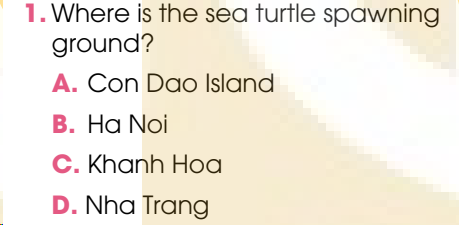 1. Where is the sea turtle spawning
ground?
A. Con Dao Island
B. Ha Noi
C. Khanh Hoa
D. Nha Trang